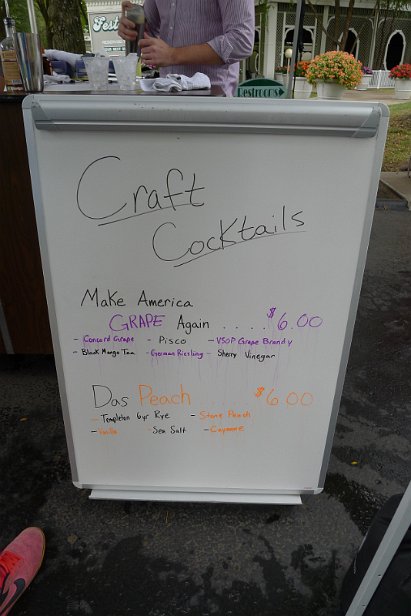 Fest
RESTROOMS
Craft
Cocktails
Make America
GRAPE Again . . . . $6.00
- Concord Grape - Pisco - VSOP Grape Brandy
- Black Mango Tea - German Riesling - Sherry Vinegar
Das Peach . . . . $6.00
- Templeton 6yr Rye - Stone Peach
- Vanilla - Sea Salt - Cayenne